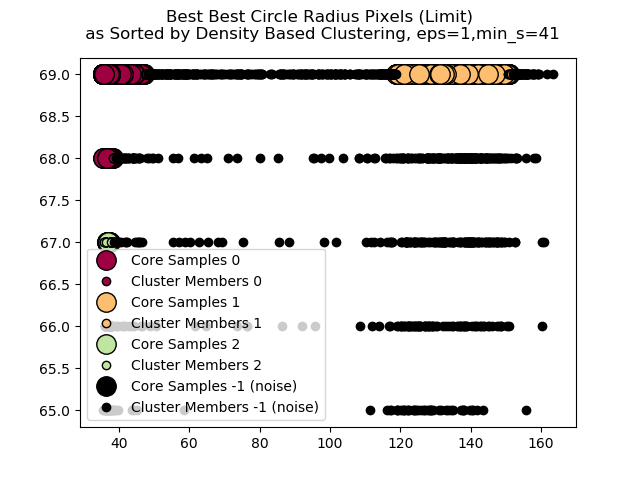 Best Best Circle Radius Pixels (Limit)
as Sorted by Density Based Clustering, eps=1,min_s=41
69.0
68.5
68.0
67.5
67.0
66.5
66.0
65.5
65.0
Core Samples 0
Cluster Members 0
Core Samples 1
Cluster Members 1
Core Samples 2
Cluster Members 2
Core Samples -1 (noise)
Cluster Members -1 (noise)
40 60 80 100 120 140 160